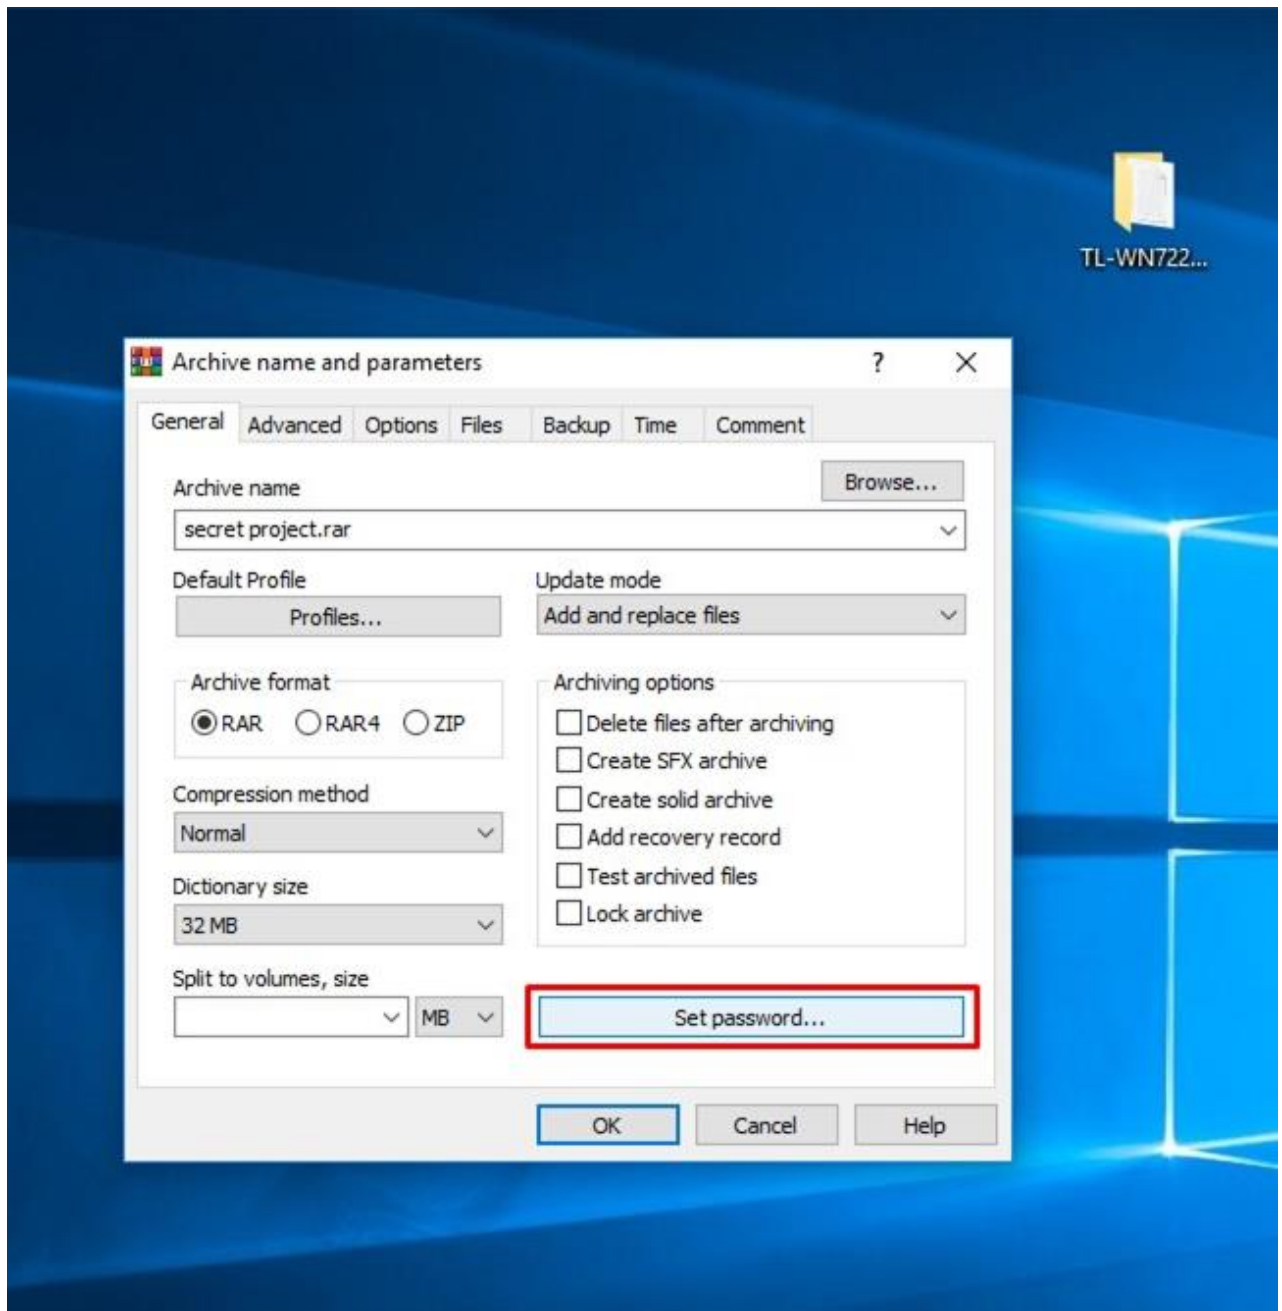 TL-WN722...
Archive name and parameters
?
General Advanced Options Files Backup Time Comment
Archive name
Browse...
secret project.rar
Default Profile
Profiles...
Update mode
Add and replace files
Archive format
RAR RAR4 ZIP
Compression method
Normal
Dictionary size
32 MB
Split to volumes, size
MB
Archiving options
Delete files after archiving
Create SFX archive
Create solid archive
Add recovery record
Test archived files
Lock archive
Set password...
OK Cancel Help